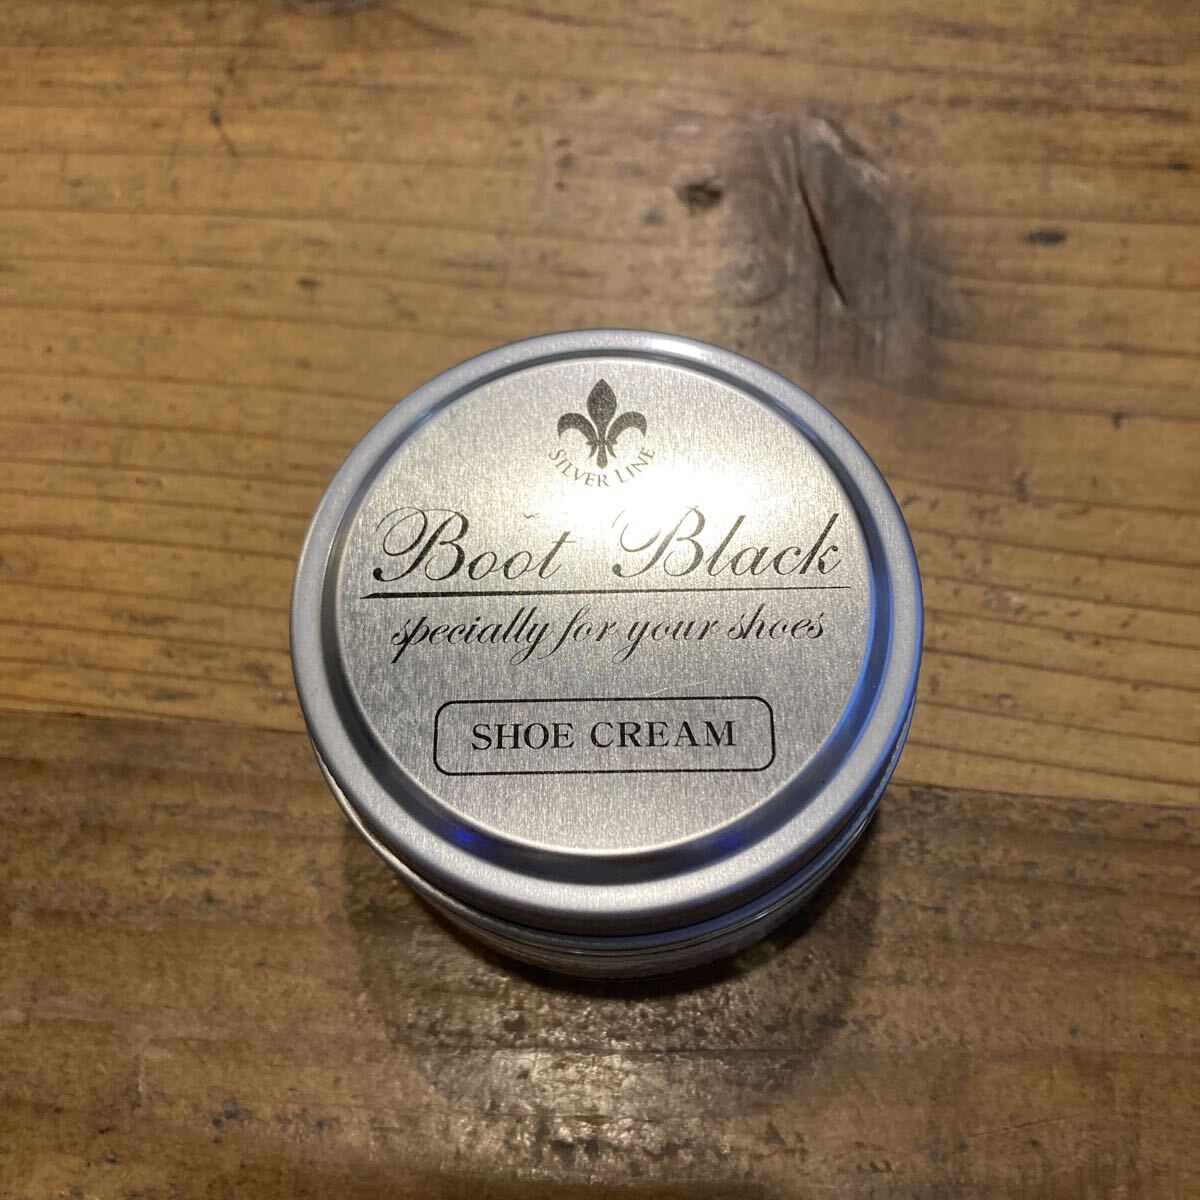 SILVER LINE
Boot Black
specially for your shoes
SHOE CREAM